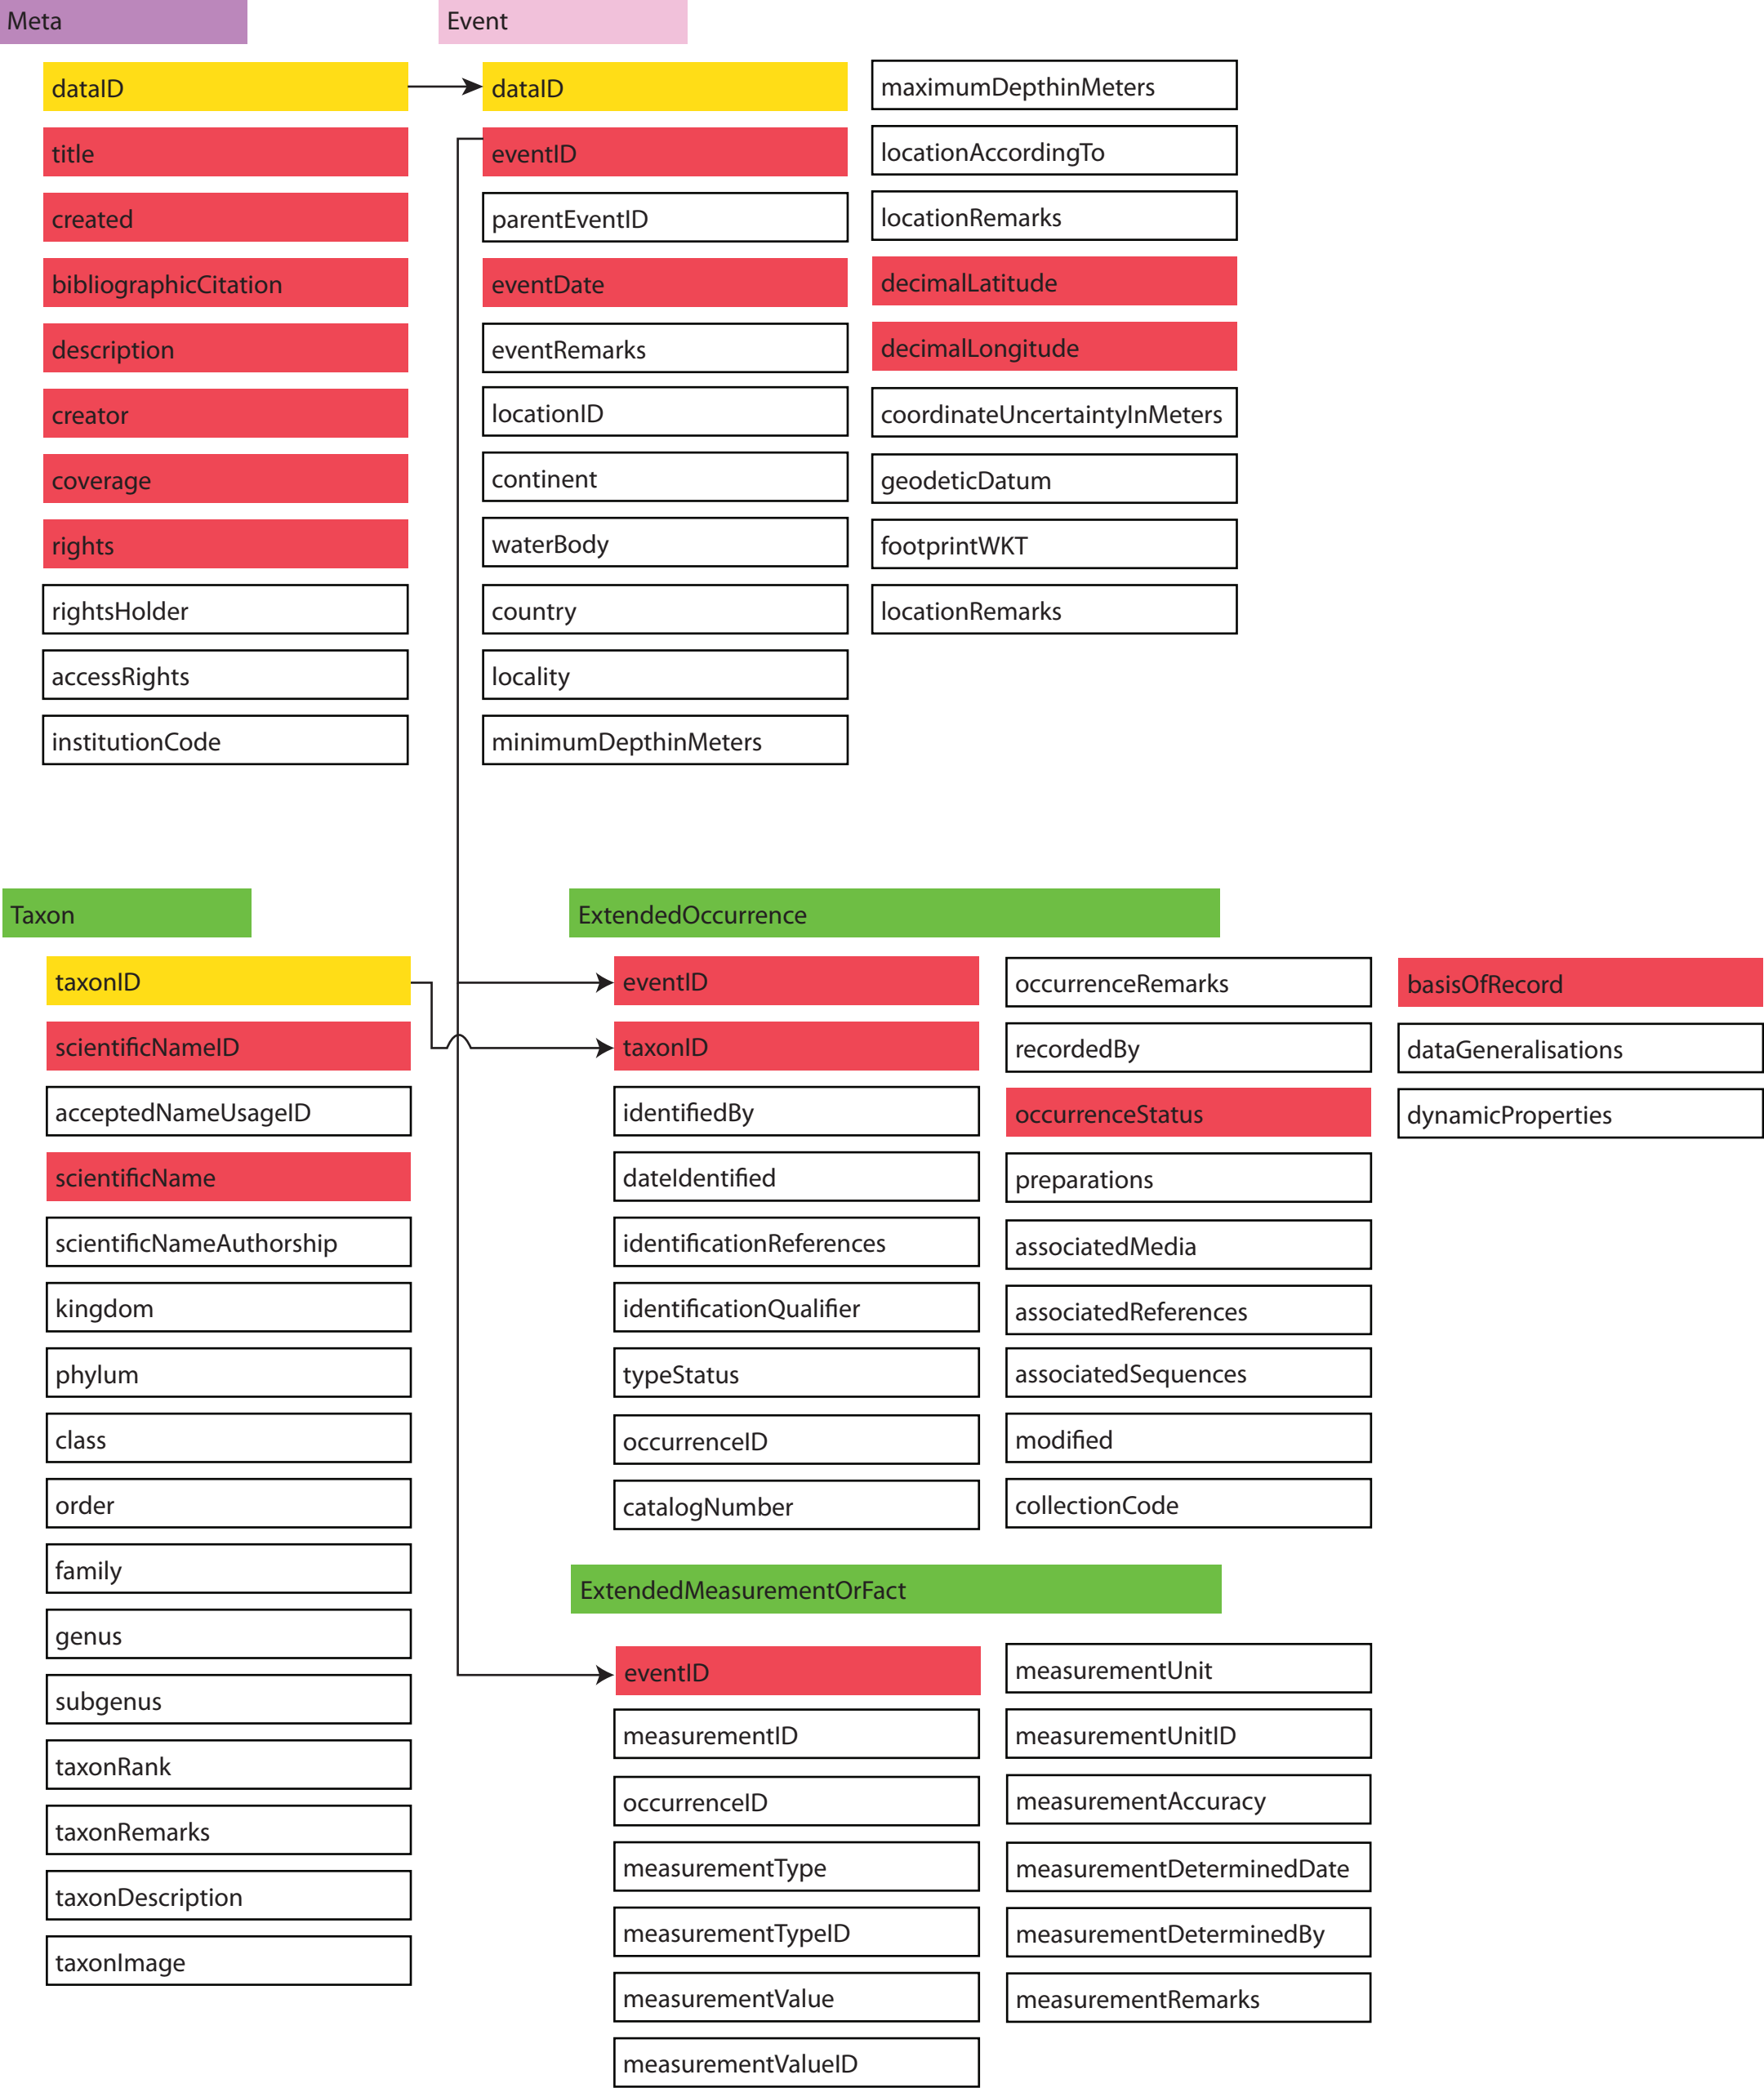 Meta
dataID
title
created
bibliographicCitation
description
creator
coverage
rights
rightsHolder
accessRights
institutionCode
Event
dataID
eventID
parentEventID
eventDate
eventRemarks
locationID
continent
waterBody
country
locality
minimumDepthinMeters
maximumDepthinMeters
locationAccordingTo
locationRemarks
decimalLatitude
decimalLongitude
coordinateUncertaintyInMeters
geodeticDatum
footprintWKT
locationRemarks
Taxon
taxonID
scientificNameID
acceptedNameUsageID
scientificName
scientificNameAuthorship
kingdom
phylum
class
order
family
genus
subgenus
taxonRank
taxonRemarks
taxonDescription
taxonImage
ExtendedOccurrence
eventID
taxonID
identifiedBy
dateIdentified
identificationReferences
identificationQualifier
typeStatus
occurrenceID
catalogNumber
occurrenceRemarks
recordedBy
occurrenceStatus
preparations
associatedMedia
associatedReferences
associatedSequences
modified
collectionCode
basisOfRecord
dataGeneralisations
dynamicProperties
ExtendedMeasurementOrFact
eventID
measurementID
occurrenceID
measurementType
measurementTypeID
measurementValue
measurementValueID
measurementUnit
measurementUnitID
measurementAccuracy
measurementDeterminedDate
measurementDeterminedBy
measurementRemarks